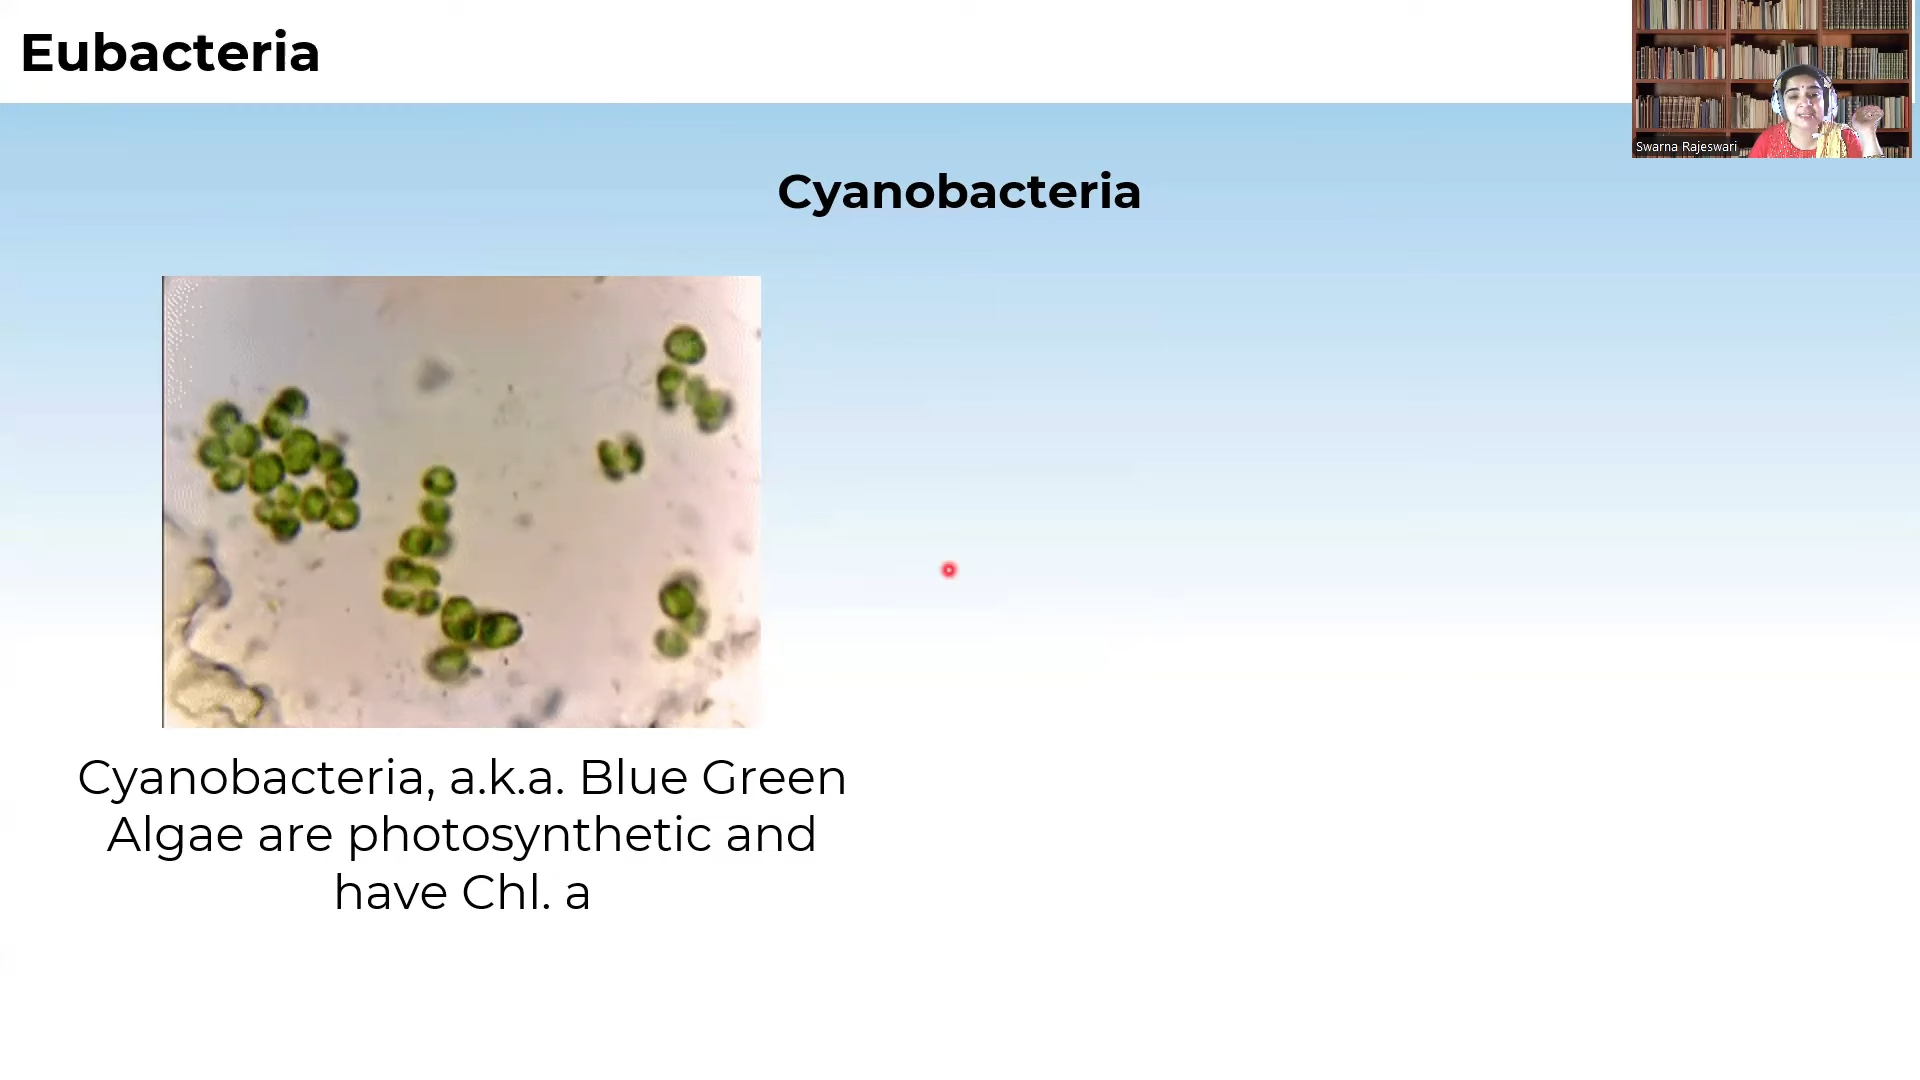 Eubacteria
Swarna Rajeswari
Cyanobacteria
Cyanobacteria, a.k.a. Blue Green
Algae are photosynthetic and
have Chl. a